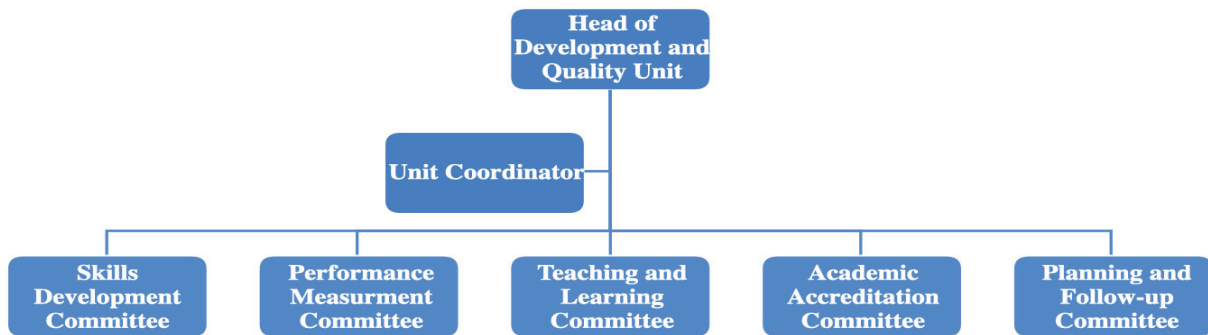 Head of
Development and
Quality Unit
Unit Coordinator
Skills
Development
Committee
Performance
Measurment
Committee
Teaching and
Learning
Committee
Academic
Accreditation
Committee
Planning and
Follow-up
Committee